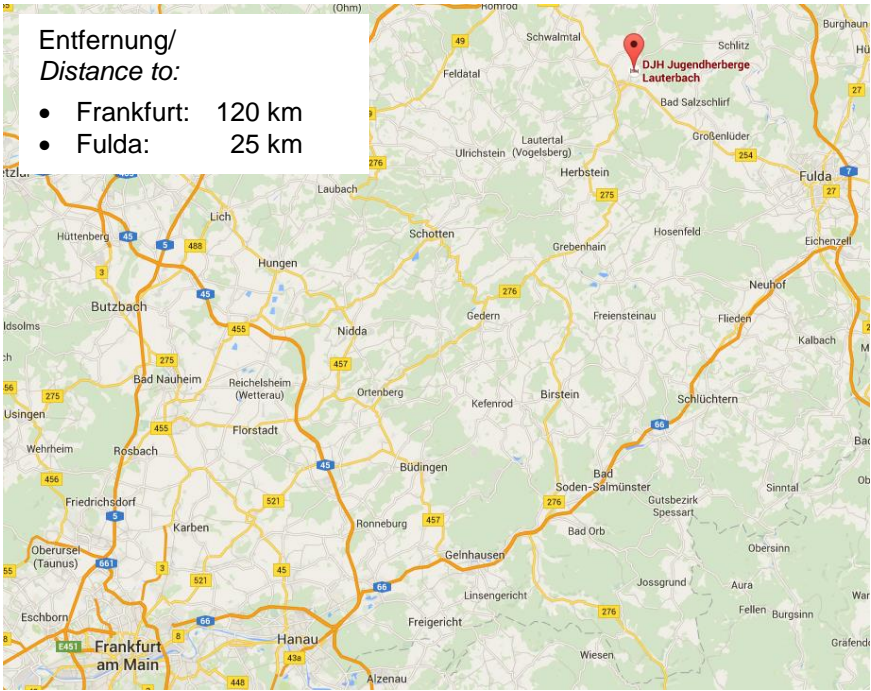 Entfernung/
Distance to:
• Frankfurt: 120 km
• Fulda: 25 km
(Ohm)
Romrod
Burghaun
Schwalmtal
49
Schlitz
DJH Jugendherberge
Lauterbach
Feldatal
7
27
Bad Salzschlirf
Großenlüder
Lautertal
(Vogelsberg)
Ulrichstein
276
254
Herbstein
Fulda
7
27
Laubach
275
Lich
Hosenfeld
Schotten
Eichenzell
Hüttenberg
45
5
488
Grebenhain
3
Hungen
Neuhof
45
276
Butzbach
Gedern
Freiensteinau
Flieden
455
Nidda
Kalbach
275
457
Bad Nauheim
Reichelsheim
(Wetterau)
Ortenberg
Birstein
275
Kefenrod
Schlüchtern
Usingen
455
Florstadt
66
Wehrheim
Rosbach
45
Büdingen
Bad
Soden-Salmünster
456
Sinntal
521
276
Gutsbezirk
Spessart
Friedrichsdorf
5
Karben
Ronneburg
457
Bad Orb
Oberursel
(Taunus)
Gelnhausen
Obersinn
661
3
45
521
66
Jossgrund
Aura
Linsengericht
Fellen
Burgsinn
276
Eschborn
66
Freigericht
8
E451
Frankfurt
am Main
Hanau
43a
Wiesen
Alzenau
448